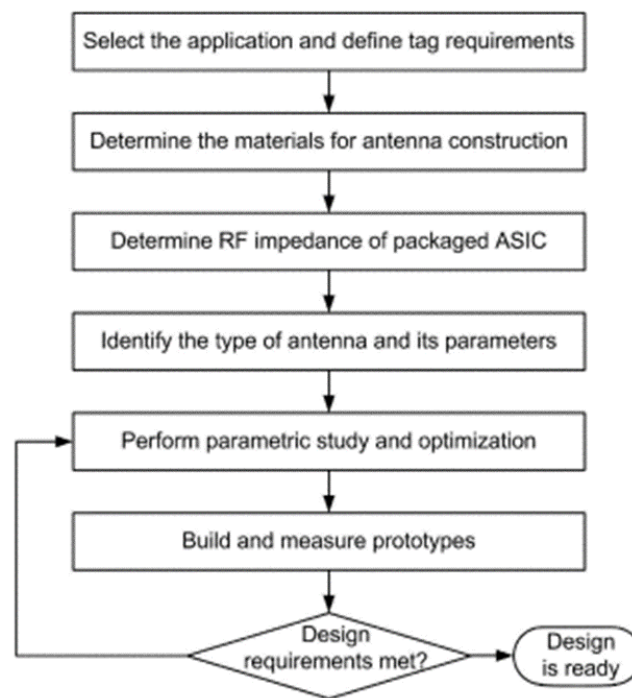 Select the application and define tag requirements
Determine the materials for antenna construction
Determine RF impedance of packaged ASIC
Identify the type of antenna and its parameters
Perform parametric study and optimization
Build and measure prototypes
Design
requirements met?
Design
is ready